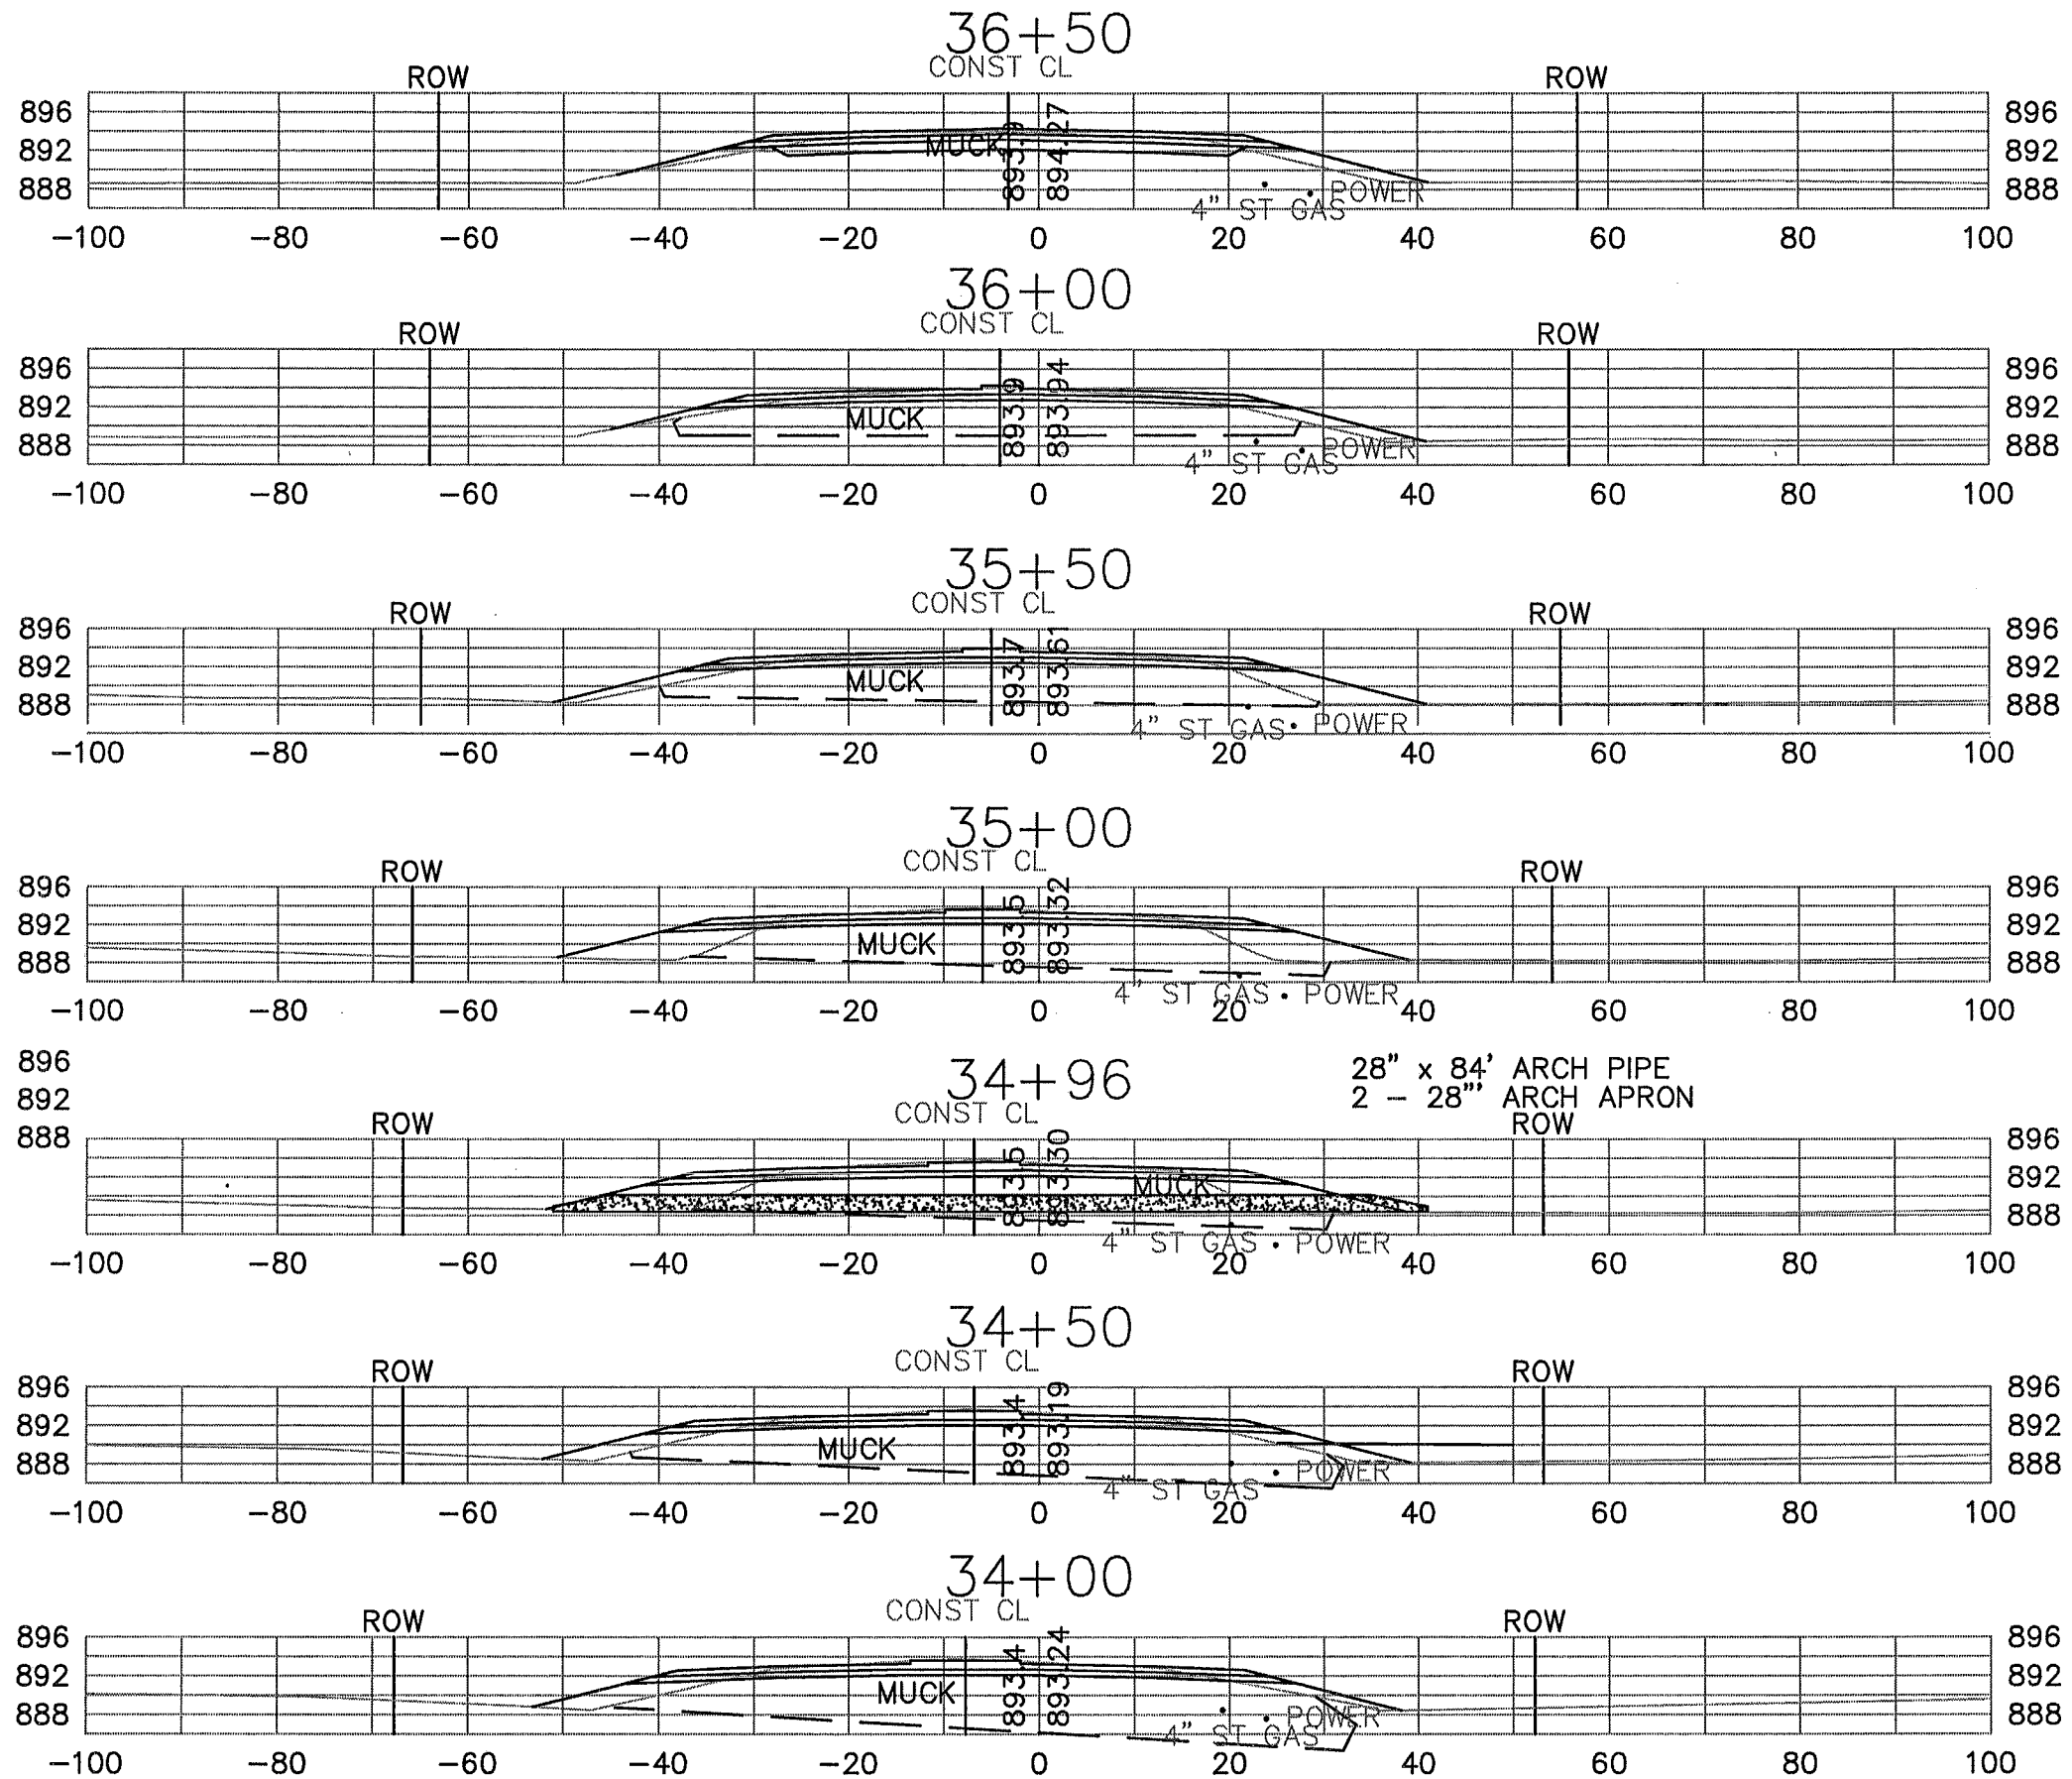 36+50
CONST CL
ROW ROW
896 896
892 MUCK 893.9 894.27 892
888 POWER 888
4" ST GAS
-100 -80 -60 -40 -20 0 20 40 60 80 100
36+00
CONST CL
ROW ROW
896 896
892 MUCK 893.9 893.94 892
888 POWER 888
4" ST GAS
-100 -80 -60 -40 -20 0 20 40 60 80 100
35+50
CONST CL
ROW ROW
896 896
892 MUCK 893.7 893.61 892
888 888
4" ST GAS POWER
-100 -80 -60 -40 -20 0 20 40 60 80 100
35+00
CONST CL
ROW ROW
896 896
892 MUCK 893.5 893.32 892
888 888
4" ST GAS POWER
-100 -80 -60 -40 -20 0 20 40 60 80 100
896
892
34+96
28" x 84' ARCH PIPE
2 - 28"' ARCH APRON
CONST CL
ROW ROW
888 896
893.5 893.30 MUCK 892
888
4" ST GAS POWER
-100 -80 -60 -40 -20 0 20 40 60 80 100
34+50
CONST CL
ROW ROW
896 896
892 MUCK 893.4 893.19 892
888 POWER 888
4" ST GAS
-100 -80 -60 -40 -20 0 20 40 60 80 100
34+00
CONST CL
ROW ROW
896 896
892 MUCK 893.4 893.24 892
888 POWER 888
4" ST GAS
-100 -80 -60 -40 -20 0 20 40 60 80 100